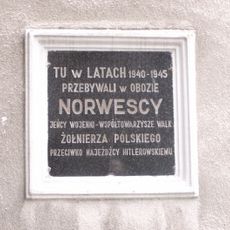 TU W LATACH 1940-1945
PRZEBYWALI W OBOZIE
NORWESCY
JEŃCY WOJENNI-WSPÓŁTOWARZYSZE WALK
ŻOŁNIERZA POLSKIEGO
PRZECIWKO NAJEŹDŹCY HITLEROWSKIEMU